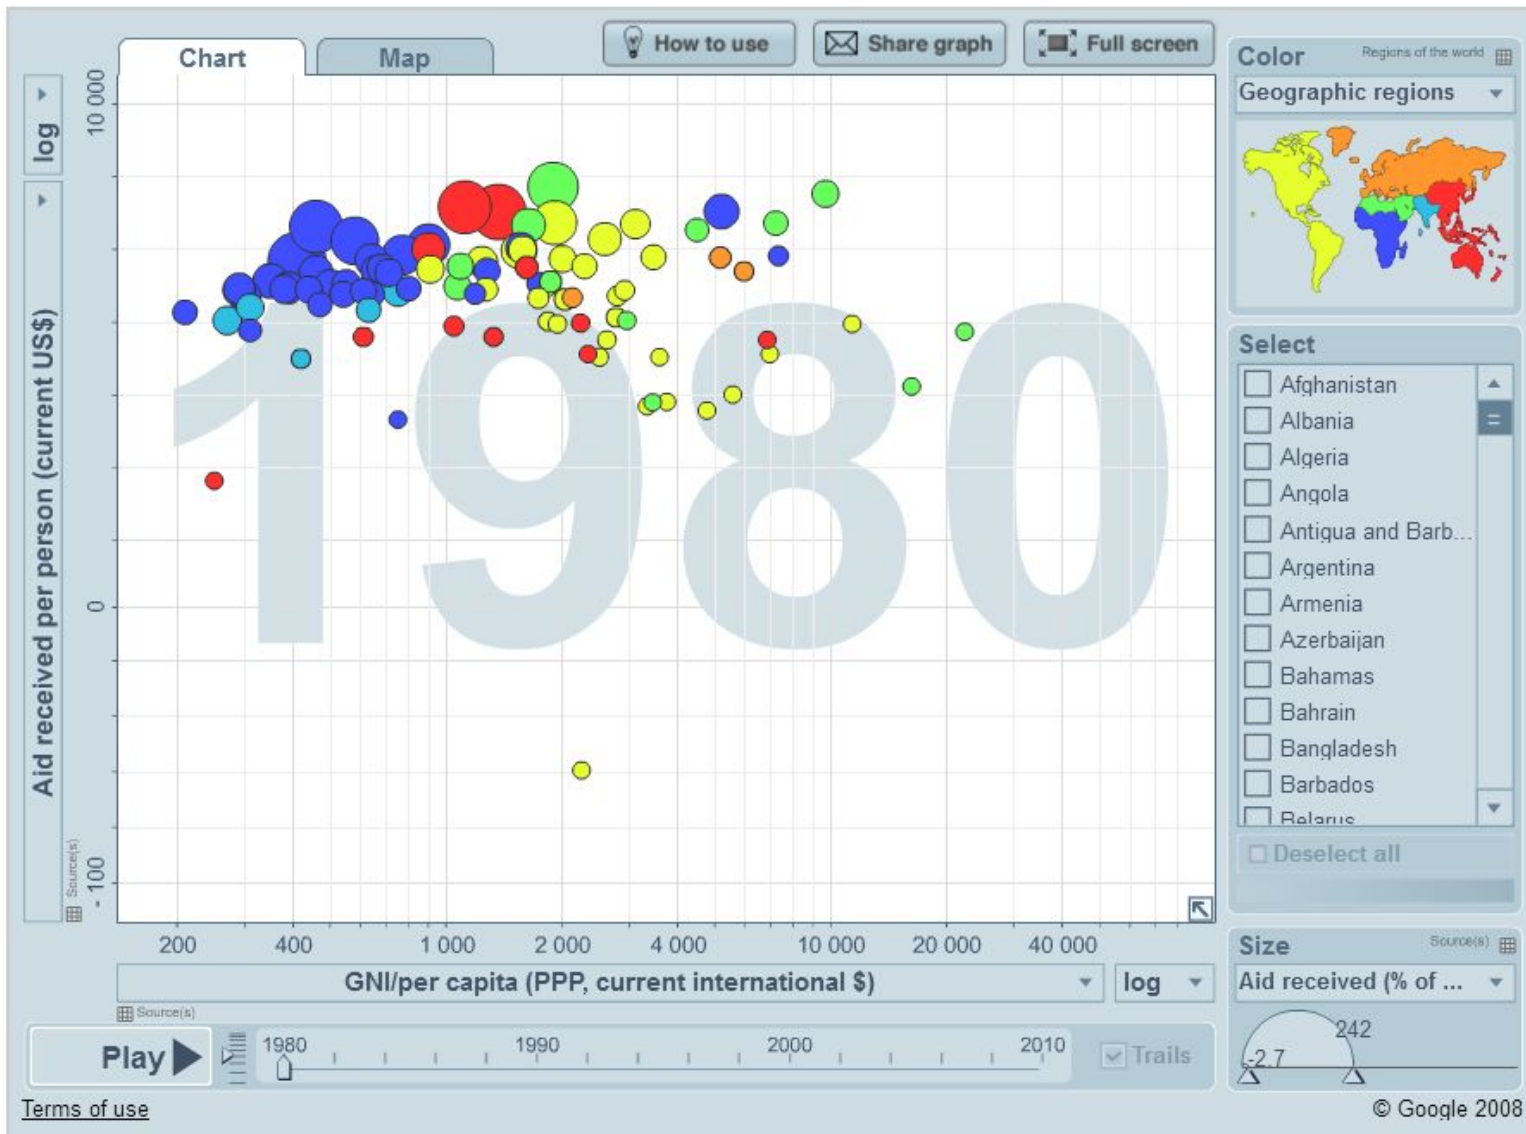 Chart
Map
How to use
Share graph
Full screen
log
Aid received per person (current US$)
Source(s)
10 000
0
- 100
1980
200
400
1 000
2 000
4 000
10 000
20 000
40 000
GNI/per capita (PPP, current international $)
log
Source(s)
Play
1980
1990
2000
2010
Trails
Color
Regions of the world
Geographic regions
Select
Afghanistan
Albania
Algeria
Angola
Antigua and Barb...
Argentina
Armenia
Azerbaijan
Bahamas
Bahrain
Bangladesh
Barbados
Belarus
Deselect all
Size
Source(s)
Aid received (% of ...
242
-2.7
Terms of use
© Google 2008